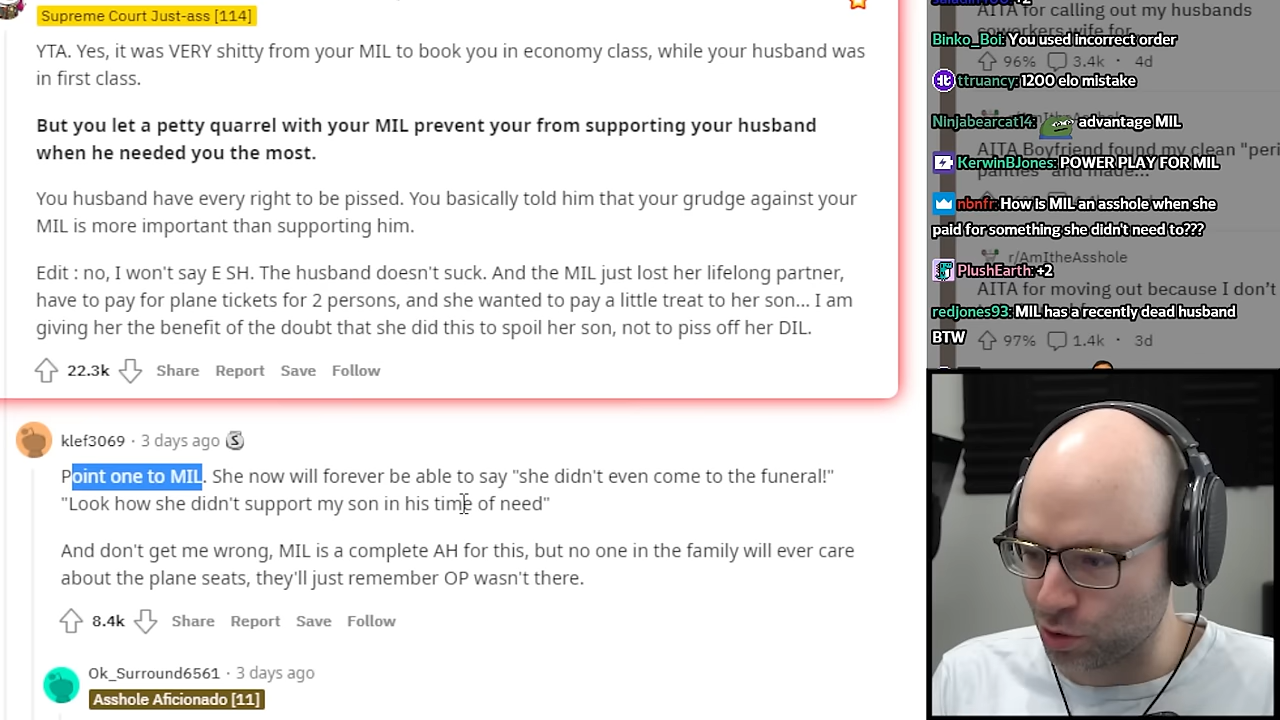 Supreme Court Just-ass [114]
YTA. Yes, it was VERY shitty from your MIL to book you in economy class, while your husband was
in first class.
But you let a petty quarrel with your MIL prevent your from supporting your husband
when he needed you the most.
You husband have every right to be pissed. You basically told him that your grudge against your
MIL is more important than supporting him.
Edit : no, I won't say E SH. The husband doesn't suck. And the MIL just lost her lifelong partner,
have to pay for plane tickets for 2 persons, and she wanted to pay a little treat to her son... I am
giving her the benefit of the doubt that she did this to spoil her son, not to piss off her DIL.
22.3k Share Report Save Follow
klef3069 · 3 days ago
Point one to MIL. She now will forever be able to say "she didn't even come to the funeral!"
"Look how she didn't support my son in his time of need"
And don't get me wrong, MIL is a complete AH for this, but no one in the family will ever care
about the plane seats, they'll just remember OP wasn't there.
8.4k Share Report Save Follow
Ok_Surround6561 · 3 days ago
Asshole Aficionado [11]
AITA for calling out my husbands
coworkers wife for
96% 3.4k · 4d
AITA Boyfriend found my clean "peri
panties" and made...
r/AmItheAsshole
AITA for moving out because I don't
97% 1.4k · 3d
Binko_Boi: You used incorrect order
ttruancy: 1200 elo mistake
Ninjabearcat14: advantage MIL
KerwinBJones: POWER PLAY FOR MIL
nbnfr: How is MIL an asshole when she
paid for something she didn't need to???
PlushEarth: +2
redjones93: MIL has a recently dead husband
BTW